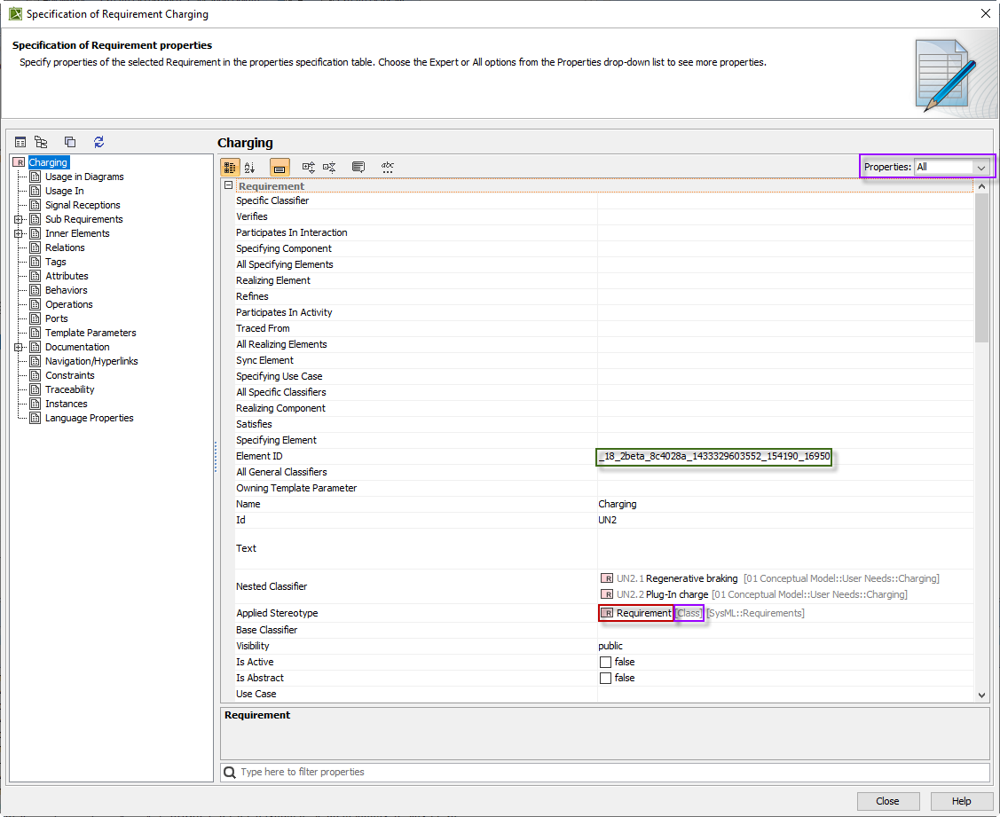 Specification of Requirement Charging
Specification of Requirement properties
Specify properties of the selected Requirement in the properties specification table. Choose the Expert or All options from the Properties drop-down list to see more properties.
Charging
Usage in Diagrams
Usage In
Signal Receptions
Sub Requirements
Inner Elements
Relations
Tags
Attributes
Behaviors
Operations
Ports
Template Parameters
Documentation
Navigation/Hyperlinks
Constraints
Traceability
Instances
Language Properties
Charging
Properties: All
Requirement
Specific Classifier
Verifies
Participates In Interaction
Specifying Component
All Specifying Elements
Realizing Element
Refines
Participates In Activity
Traced From
All Realizing Elements
Sync Element
Specifying Use Case
All Specific Classifiers
Realizing Component
Satisfies
Specifying Element
Element ID _18_2beta_8c4028a_1433329603552_154190_16950
All General Classifiers
Owning Template Parameter
Name Charging
Id UN2
Text
Nested Classifier
R UN2.1 Regenerative braking [01 Conceptual Model::User Needs::Charging]
R UN2.2 Plug-In charge [01 Conceptual Model::User Needs::Charging]
Applied Stereotype R Requirement [Class] [SysML::Requirements]
Base Classifier
Visibility public
Is Active false
Is Abstract false
Use Case
Requirement
Type here to filter properties
Close Help